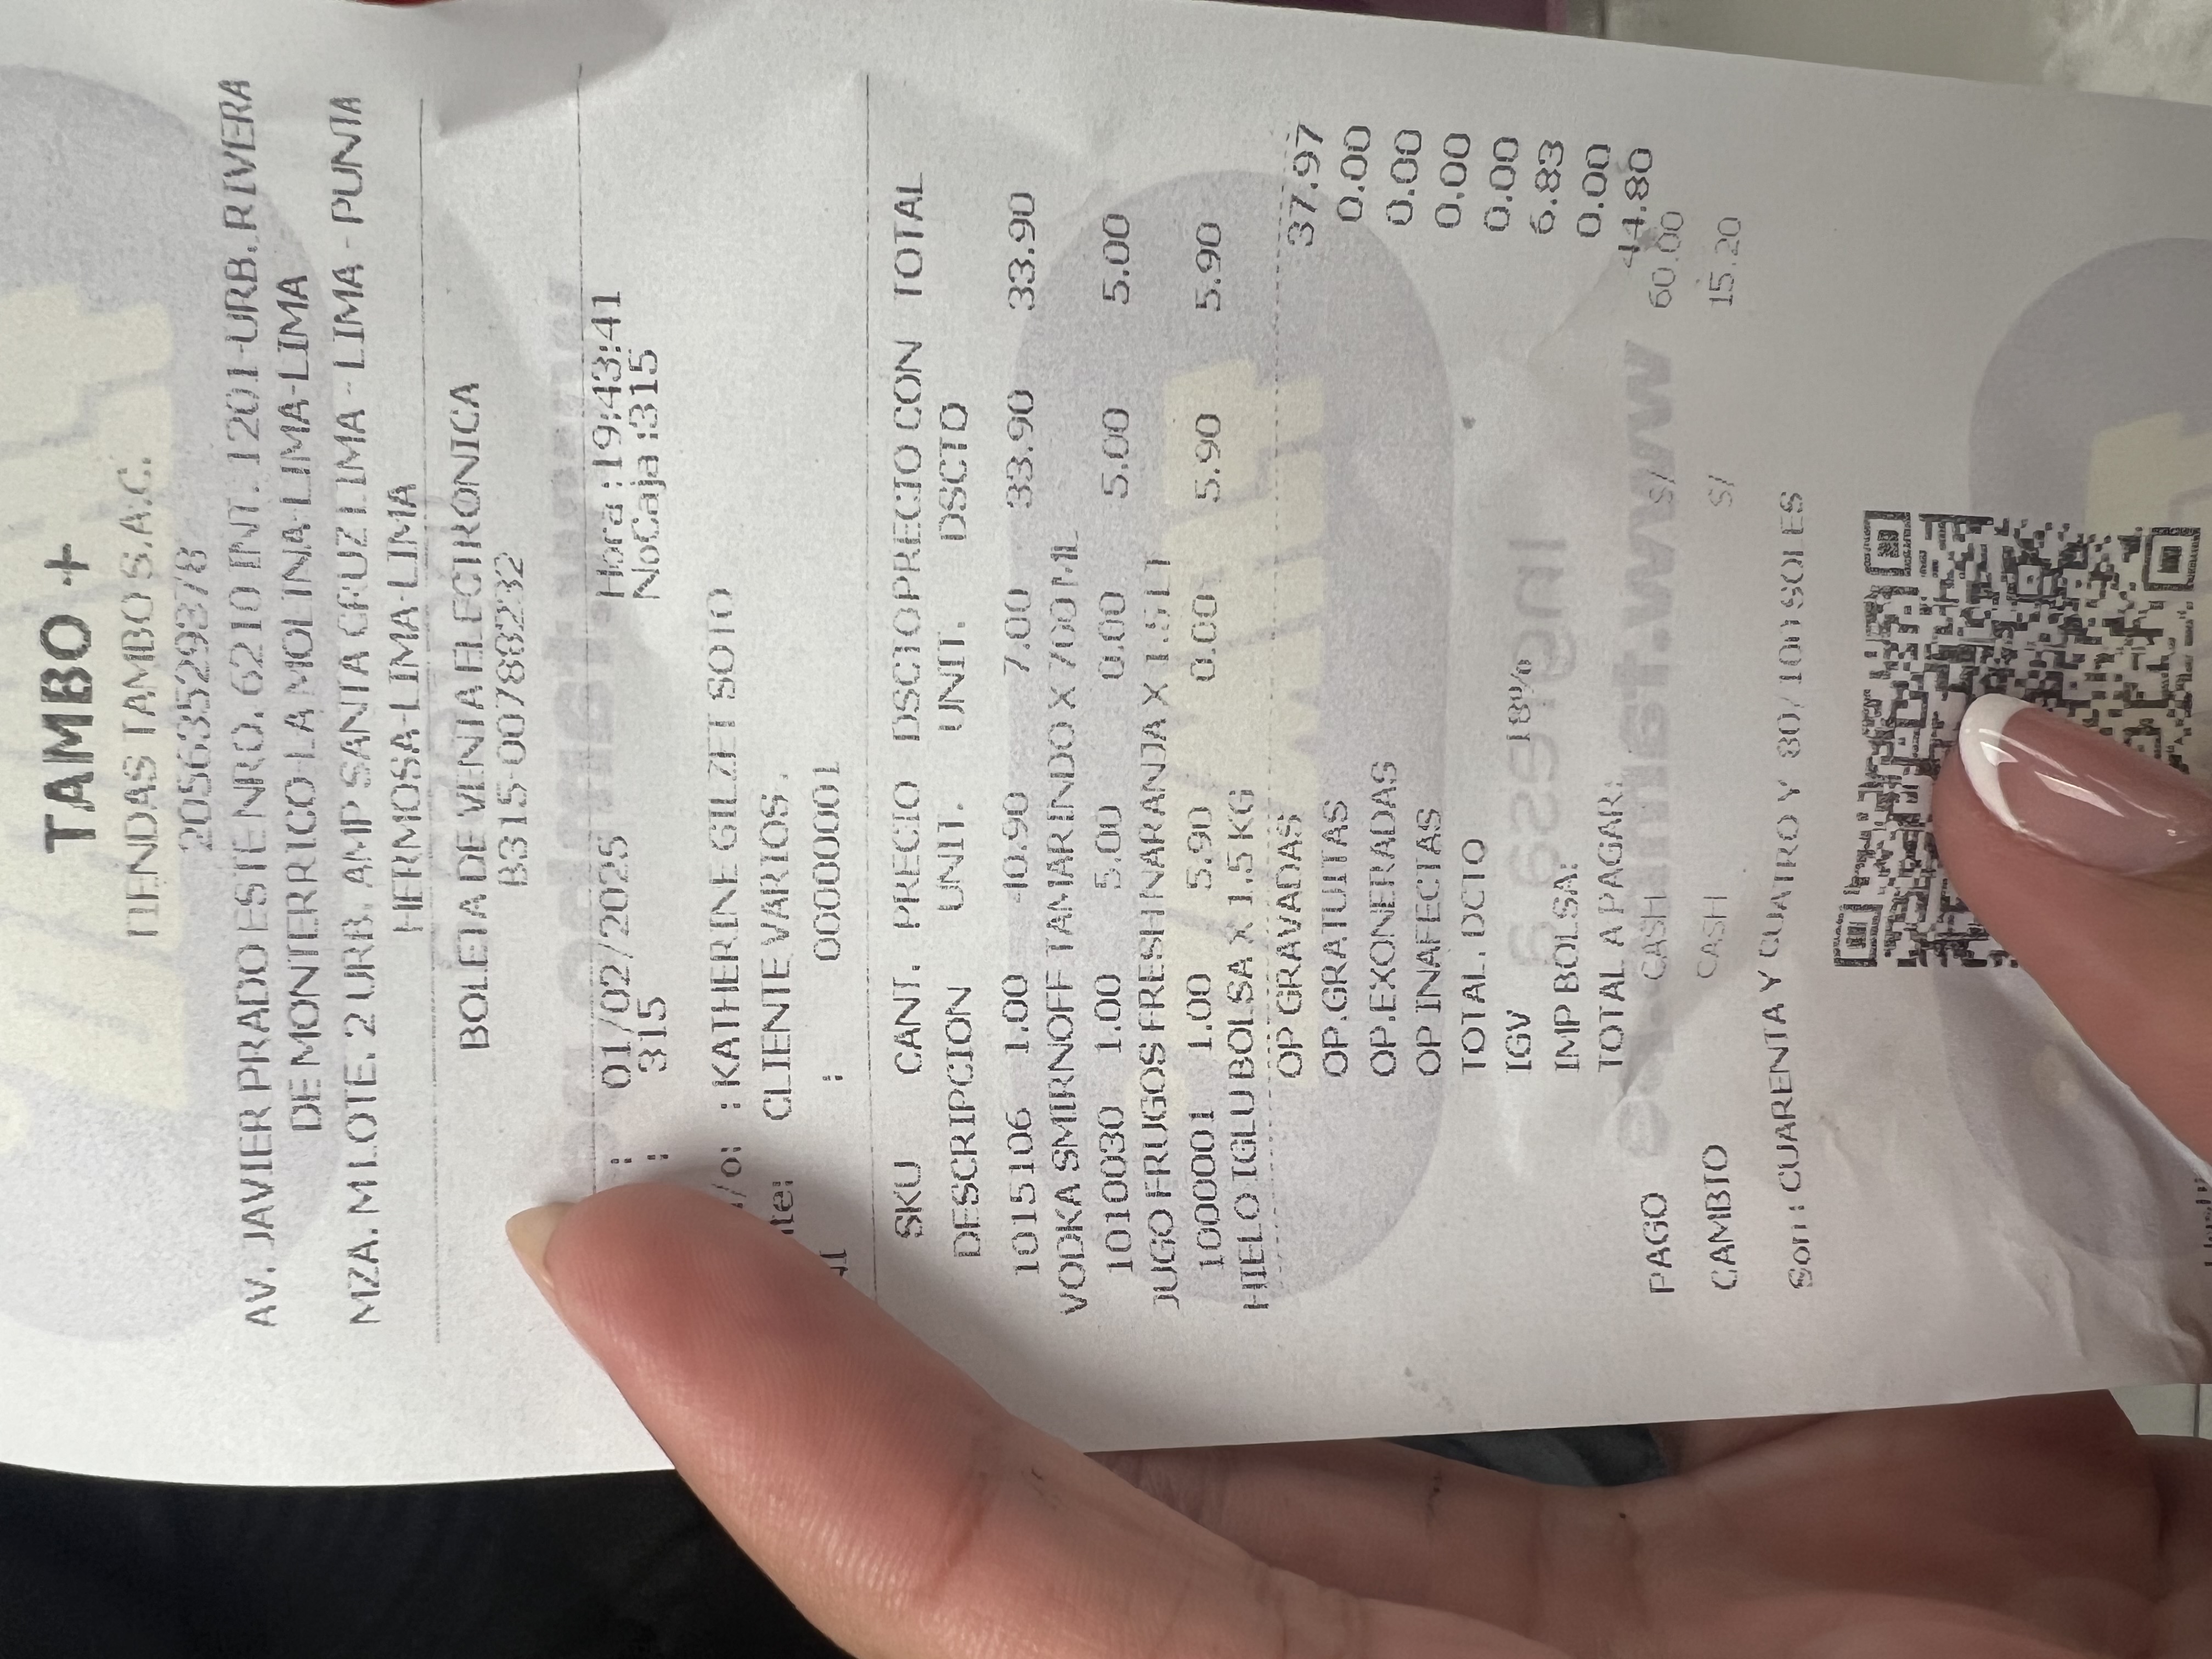 TAMBO +
TIENDAS TAMBO S.A.C.
20563529378
AV. JAVIER PRADO ESTE NRO. 6210 INT. 1201-URB. RIVERA
DE MONTERRICO-LA MOLINA-LIMA-LIMA
MZA. M LOTE. 2 URB. AMP SANTA CRUZ LIMA - LIMA - PUNTA
HERMOSA-LIMA-LIMA
BOLETA DE VENTA ELECTRONICA
B315-00788232
: 01/02/2025 Hora :19:43:41
: 315 NoCaja :315
/o: : KATHERINE GILZET SOTO
nte: CLIENTE VARIOS .
NI : 00000001
SKU CANT. PRECIO DSCTO PRECIO CON TOTAL
DESCRIPCION UNIT. UNIT. DSCTO
1015106 1.00 40.90 7.00 33.90 33.90
VODKA SMIRNOFF TAMARINDO X 700 ML
1010030 1.00 5.00 0.00 5.00 5.00
JUGO FRUGOS FRESH NARANJA X 1.5 LT
1000001 1.00 5.90 0.00 5.90 5.90
HIELO IGLU BOLSA X 1.5 KG
OP GRAVADAS 37.97
OP.GRATUITAS 0.00
OP.EXONERADAS 0.00
OP INAFECTAS 0.00
TOTAL. DCTO 0.00
IGV 18% 6.83
IMP BOLSA: 0.00
TOTAL A PAGAR: 44.80
PAGO CASH S/ 60.00
CAMBIO CASH S/ 15.20
Son : CUARENTA Y CUATRO Y 80/100 SOLES
Ingresa a